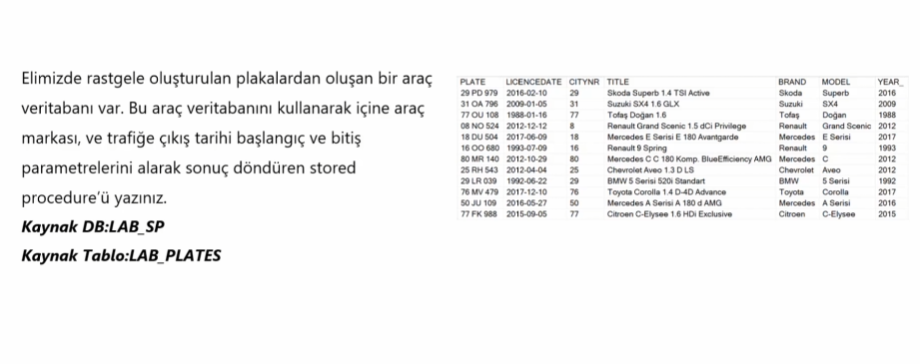 Elimizde rastgele oluşturulan plakalardan oluşan bir araç
veritabanı var. Bu araç veritabanını kullanarak içine araç
markası, ve trafiğe çıkış tarihi başlangıç ve bitiş
parametrelerini alarak sonuç döndüren stored
procedure'ü yazınız.
Kaynak DB:LAB_SP
Kaynak Tablo:LAB_PLATES
PLATE LICENCEDATE CITYNR TITLE BRAND MODEL YEAR_
29 PD 979 2016-02-10 29 Skoda Superb 1.4 TSI Active Skoda Superb 2016
31 OA 796 2009-01-05 31 Suzuki SX4 1.6 GLX Suzuki SX4 2009
77 OU 108 1988-01-16 77 Tofaş Doğan 1.6 Tofaş Doğan 1988
08 NO 524 2012-12-12 8 Renault Grand Scenic 1.5 dCi Privilege Renault Grand Scenic 2012
18 DU 504 2017-06-09 18 Mercedes E Serisi E 180 Avantgarde Mercedes E Serisi 2017
16 OO 680 1993-07-09 16 Renault 9 Spring Renault 9 1993
80 MR 140 2012-10-29 80 Mercedes C C 180 Komp. BlueEfficiency AMG Mercedes C 2012
25 RH 543 2012-04-04 25 Chevrolet Aveo 1.3 D LS Chevrolet Aveo 2012
29 LR 039 1992-06-22 29 BMW 5 Serisi 520i Standart BMW 5 Serisi 1992
76 MV 479 2017-12-10 76 Toyota Corolla 1.4 D-4D Advance Toyota Corolla 2017
50 JU 109 2016-05-27 50 Mercedes A Serisi A 180 d AMG Mercedes A Serisi 2016
77 FK 988 2015-09-05 77 Citroen C-Elysee 1.6 HDi Exclusive Citroen C-Elysee 2015